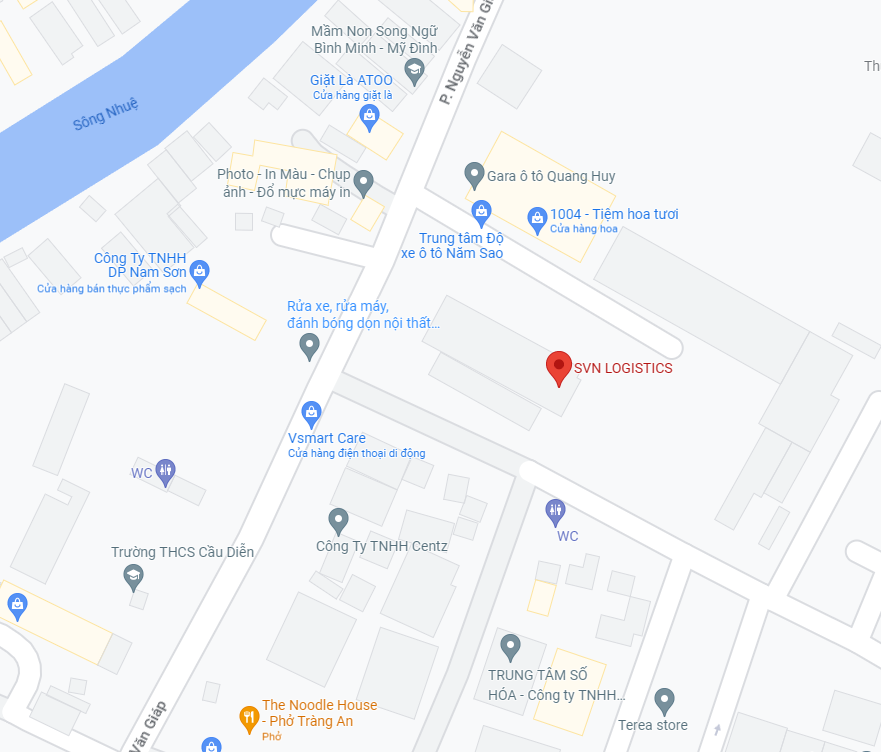 Mầm Non Song Ngữ
Bình Minh - Mỹ Đình
P. Nguyễn Văn Gi
Th
Giặt Là ATOO
Cửa hàng giặt là
Sông Nhuệ
Photo - In Màu - Chụp
ảnh - Đổ mực máy in
Gara ô tô Quang Huy
1004 - Tiệm hoa tươi
Cửa hàng hoa
Trung tâm Độ
xe ô tô Năm Sao
Công Ty TNHH
DP Nam Sơn
Cửa hàng bán thực phẩm sạch
Rửa xe, rửa máy,
đánh bóng dọn nội thất...
SVN LOGISTICS
Vsmart Care
Cửa hàng điện thoại di động
WC
WC
Công Ty TNHH Centz
Trường THCS Cầu Diễn
TRUNG TÂM SỐ
HÓA - Công ty TNHH...
The Noodle House
- Phở Tràng An
Phở
Terea store
Văn Giáp